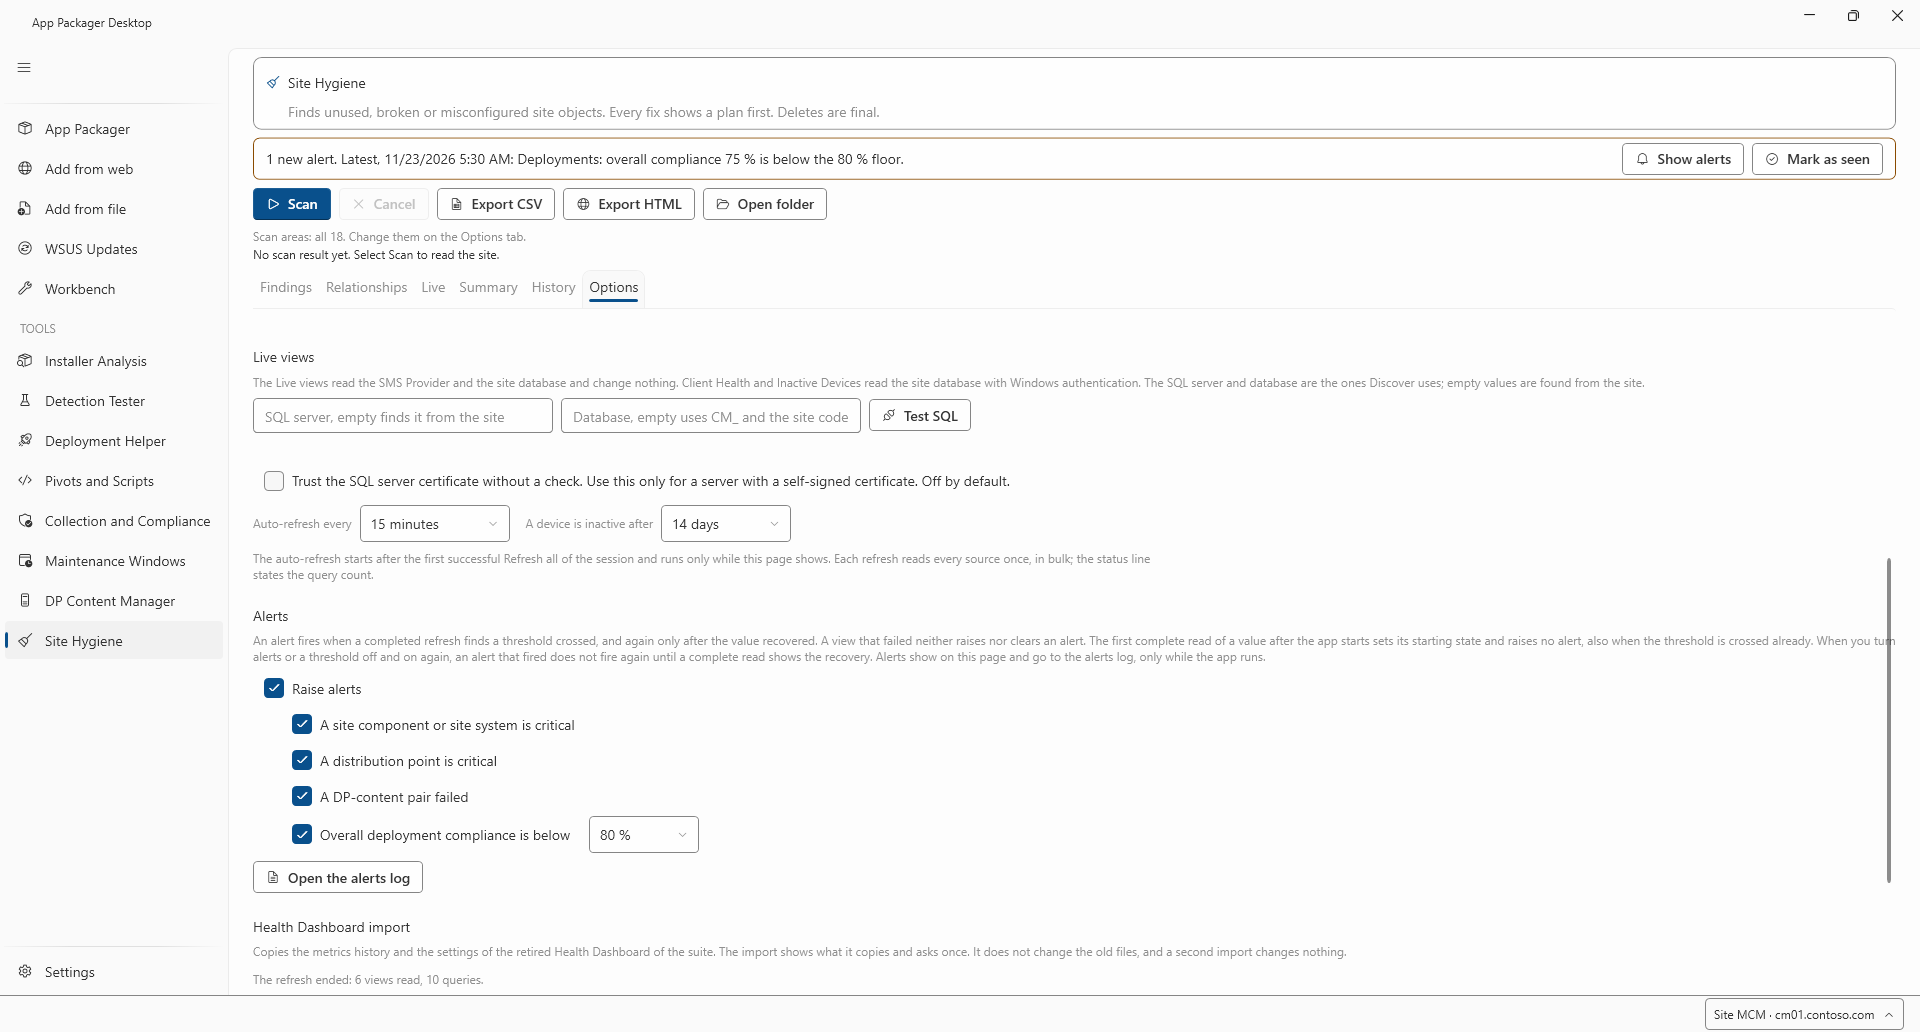 App Packager Desktop
App Packager
Add from web
Add from file
WSUS Updates
Workbench
TOOLS
Installer Analysis
Detection Tester
Deployment Helper
Pivots and Scripts
Collection and Compliance
Maintenance Windows
DP Content Manager
Site Hygiene
Settings
Site Hygiene
Finds unused, broken or misconfigured site objects. Every fix shows a plan first. Deletes are final.
1 new alert. Latest, 11/23/2026 5:30 AM: Deployments: overall compliance 75 % is below the 80 % floor.
Show alerts
Mark as seen
Scan
Cancel
Export CSV
Export HTML
Open folder
Scan areas: all 18. Change them on the Options tab.
No scan result yet. Select Scan to read the site.
Findings
Relationships
Live
Summary
History
Options
Live views
The Live views read the SMS Provider and the site database and change nothing. Client Health and Inactive Devices read the site database with Windows authentication. The SQL server and database are the ones Discover uses; empty values are found from the site.
SQL server, empty finds it from the site
Database, empty uses CM_ and the site code
Test SQL
Trust the SQL server certificate without a check. Use this only for a server with a self-signed certificate. Off by default.
Auto-refresh every
15 minutes
A device is inactive after
14 days
The auto-refresh starts after the first successful Refresh all of the session and runs only while this page shows. Each refresh reads every source once, in bulk; the status line
states the query count.
Alerts
An alert fires when a completed refresh finds a threshold crossed, and again only after the value recovered. A view that failed neither raises nor clears an alert. The first complete read of a value after the app starts sets its starting state and raises no alert, also when the threshold is crossed already. When you turn
alerts or a threshold off and on again, an alert that fired does not fire again until a complete read shows the recovery. Alerts show on this page and go to the alerts log, only while the app runs.
Raise alerts
A site component or site system is critical
A distribution point is critical
A DP-content pair failed
Overall deployment compliance is below
80 %
Open the alerts log
Health Dashboard import
Copies the metrics history and the settings of the retired Health Dashboard of the suite. The import shows what it copies and asks once. It does not change the old files, and a second import changes nothing.
The refresh ended: 6 views read, 10 queries.
Site MCM · cm01.contoso.com